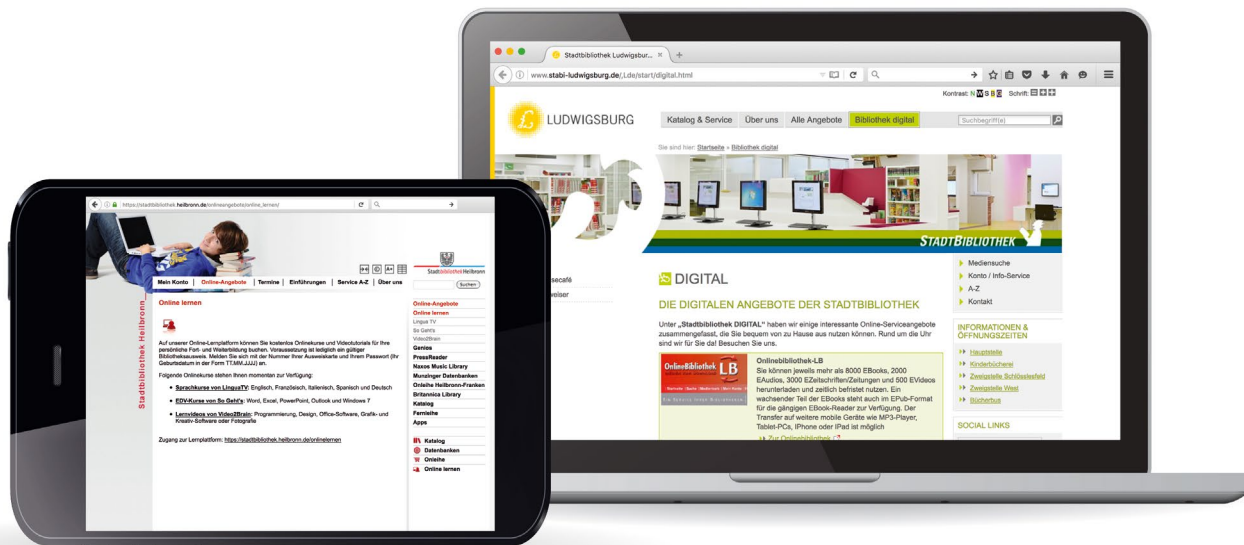 Stadtbibliothek Ludwigsbur... ×
www.stabi-ludwigsburg.de/,Lde/start/digital.html
Kontrast: N W S B G Schrift:
LUDWIGSBURG
Katalog & Service Über uns Alle Angebote Bibliothek digital
Suchbegriff(e)
Sie sind hier: Startseite » Bibliothek digital
STADTBIBLIOTHEK
DIGITAL
DIE DIGITALEN ANGEBOTE DER STADTBIBLIOTHEK
Unter „Stadtbibliothek DIGITAL“ haben wir einige interessante Online-Serviceangebote
zusammengefasst, die Sie bequem von zu Hause aus nutzen können. Rund um die Uhr
sind wir für Sie da! Besuchen Sie uns.
OnlineBibliothek LB
Onlinebibliothek-LB
Sie können jeweils mehr als 8000 EBooks, 2000
EAudios, 3000 EZeitschriften/Zeitungen und 500 EVideos
herunterladen und zeitlich befristet nutzen. Ein
wachsender Teil der EBooks steht auch im EPub-Format
für die gängigen EBook-Reader zur Verfügung. Der
Transfer auf weitere mobile Geräte wie MP3-Player,
Tablet-PCs, IPhone oder IPad ist möglich
Zur Onlinebibliothek
Mediensuche
Konto / Info-Service
A-Z
Kontakt
INFORMATIONEN &
ÖFFNUNGSZEITEN
Hauptstelle
Kinderbücherei
Zweigstelle Schlösslesfeld
Zweigstelle West
Bücherbus
SOCIAL LINKS
ssecafé
weiser
https://stadtbibliothek.heilbronn.de/onlineangebote/online_lernen/
Stadtbibliothek Heilbronn
Mein Konto | Online-Angebote | Termine | Einführungen | Service A-Z | Über uns
Suchen
Stadtbibliothek Heilbronn
Online lernen
Auf unserer Online-Lernplattform können Sie kostenlos Onlinekurse und Videotutorials für Ihre
persönliche Fort- und Weiterbildung buchen. Voraussetzung ist lediglich ein gültiger
Bibliotheksausweis. Melden Sie sich mit der Nummer Ihrer Ausweiskarte und Ihrem Passwort (Ihr
Geburtsdatum in der Form TT.MM.JJJJ) an.
Folgende Onlinekurse stehen Ihnen momentan zur Verfügung:
Sprachkurse von LinguaTV: Englisch, Französisch, Italienisch, Spanisch und Deutsch
EDV-Kurse von So Geht's: Word, Excel, PowerPoint, Outlook und Windows 7
Lernvideos von Video2Brain: Programmierung, Design, Office-Software, Grafik- und
Kreativ-Software oder Fotografie
Zugang zur Lernplattform: https://stadtbibliothek.heilbronn.de/onlinelernen
Online-Angebote
Online lernen
Lingua TV
So Geht's
Video2Brain
Genios
PressReader
Naxos Music Library
Munzinger Datenbanken
Onleihe Heilbronn-Franken
Britannica Library
Katalog
Fernleihe
Apps
Katalog
Datenbanken
Onleihe
Online lernen